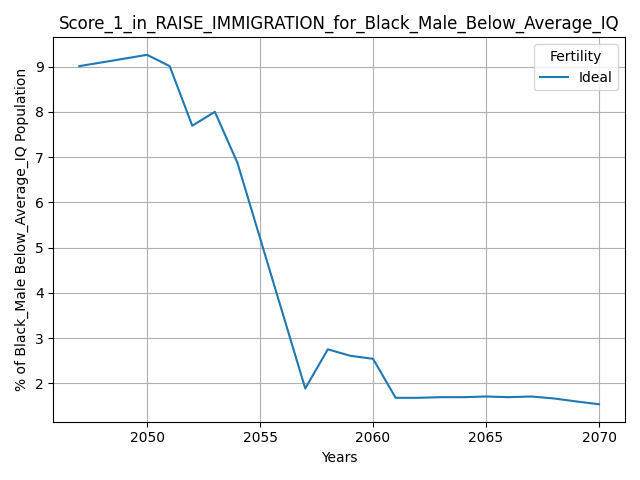 Score_1_in_RAISE_IMMIGRATION_for_Black_Male_Below_Average_IQ
Fertility
Ideal
% of Black_Male Below_Average_IQ Population
9
8
7
6
5
4
3
2
2050
2055
2060
2065
2070
Years